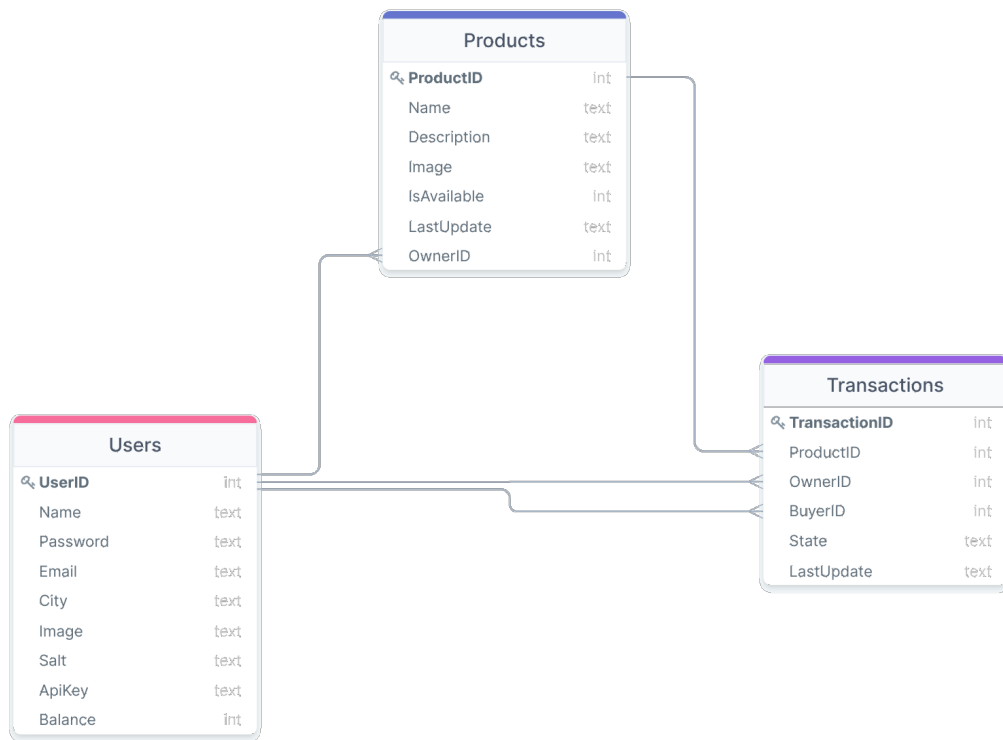 Products
ProductID int
Name text
Description text
Image text
IsAvailable int
LastUpdate text
OwnerID int
Transactions
TransactionID int
ProductID int
OwnerID int
BuyerID int
State text
LastUpdate text
Users
UserID int
Name text
Password text
Email text
City text
Image text
Salt text
ApiKey text
Balance int